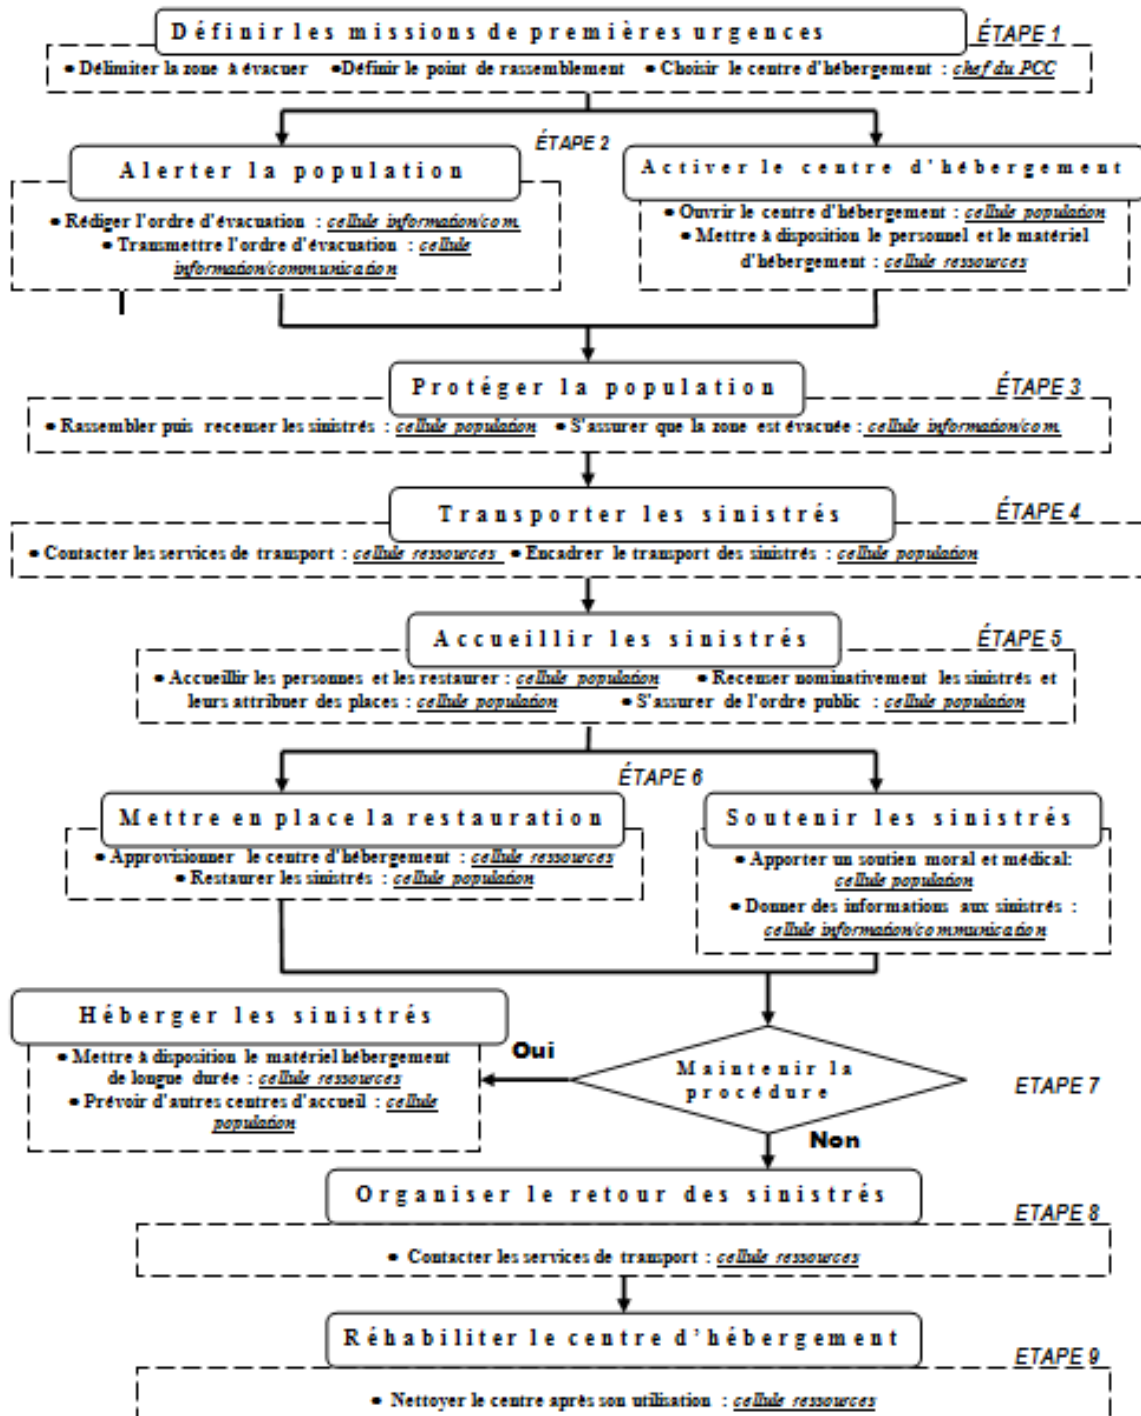 Définir les missions de premières urgences
ÉTAPE 1
• Délimiter la zone à évacuer •Définir le point de rassemblement • Choisir le centre d'hébergement : chef du PCC
ÉTAPE 2
Alerter la population
• Rédiger l'ordre d'évacuation : cellule information/com.
• Transmettre l'ordre d'évacuation : cellule
information/communication
Activer le centre d'hébergement
• Ouvrir le centre d'hébergement : cellule population
• Mettre à disposition le personnel et le matériel
d'hébergement : cellule ressources
Protéger la population
ÉTAPE 3
• Rassembler puis recenser les sinistrés : cellule population • S'assurer que la zone est évacuée : cellule information/com.
Transporter les sinistrés
ÉTAPE 4
• Contacter les services de transport : cellule ressources • Encadrer le transport des sinistrés : cellule population
Accueillir les sinistrés
ÉTAPE 5
• Accueillir les personnes et les restaurer : cellule population • Recenser nominativement les sinistrés et
leurs attribuer des places : cellule population • S'assurer de l'ordre public : cellule population
ÉTAPE 6
Mettre en place la restauration
• Approvisionner le centre d'hébergement : cellule ressources
• Restaurer les sinistrés : cellule population
Soutenir les sinistrés
• Apporter un soutien moral et médical:
cellule population
• Donner des informations aux sinistrés :
cellule information/communication
Héberger les sinistrés
• Mettre à disposition le matériel hébergement
de longue durée : cellule ressources
• Prévoir d'autres centres d'accueil : cellule
population
Oui
Maintenir la
procédure
ETAPE 7
Non
Organiser le retour des sinistrés
ETAPE 8
• Contacter les services de transport : cellule ressources
Réhabiliter le centre d'hébergement
ETAPE 9
• Nettoyer le centre après son utilisation : cellule ressources